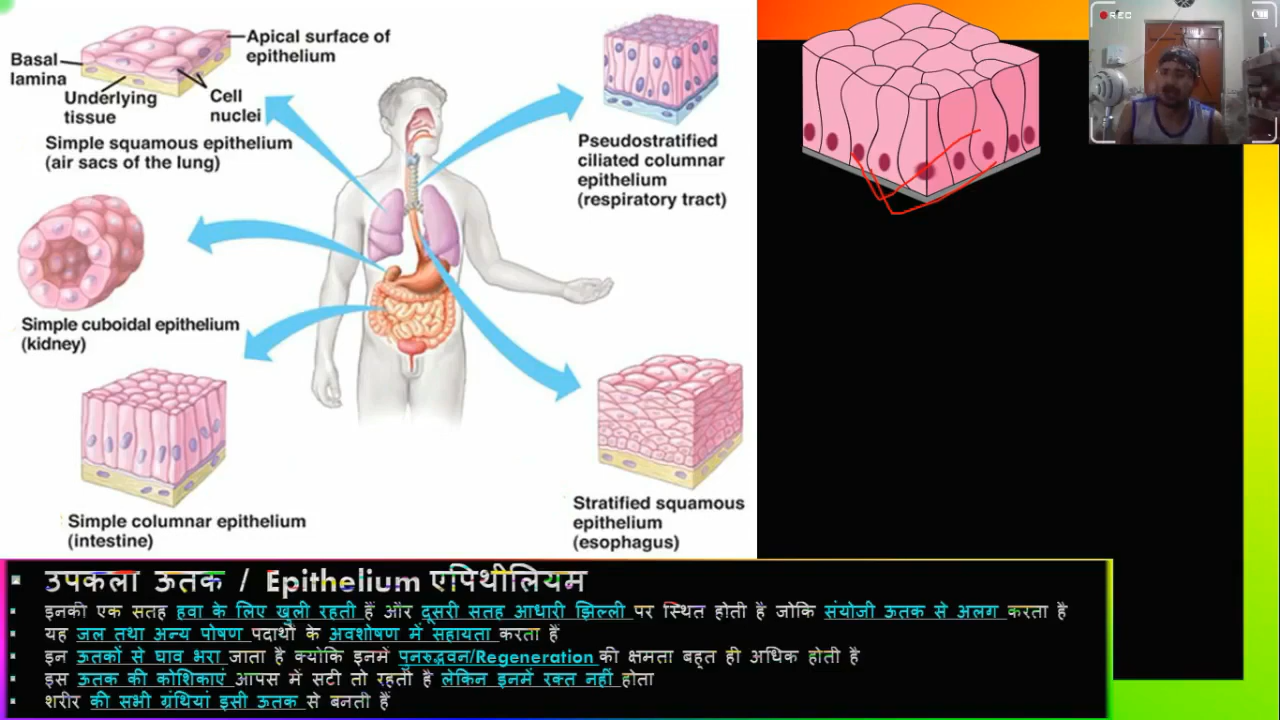 Apical surface of
epithelium
Basal
lamina
Underlying
tissue
Cell
nuclei
Simple squamous epithelium
(air sacs of the lung)
Pseudostratified
ciliated columnar
epithelium
(respiratory tract)
Simple cuboidal epithelium
(kidney)
Simple columnar epithelium
(intestine)
Stratified squamous
epithelium
(esophagus)
REC
उपकला ऊतक / Epithelium एपिथीलियम
इनकी एक सतह हवा के लिए खुली रहती हैं और दूसरी सतह आधारी झिल्ली पर स्थित होती है जोकि संयोजी ऊतक से अलग करता है
यह जल तथा अन्य पोषण पदार्थों के अवशोषण में सहायता करता हैं
इन ऊतकों से घाव भरा जाता है क्योकि इनमें पुनरुद्भवन/Regeneration की क्षमता बहुत ही अधिक होती है
इस ऊतक की कोशिकाएं आपस में सटी तो रहती है लेकिन इनमें रक्त नहीं होता
शरीर की सभी ग्रंथियां इसी ऊतक से बनती हैं